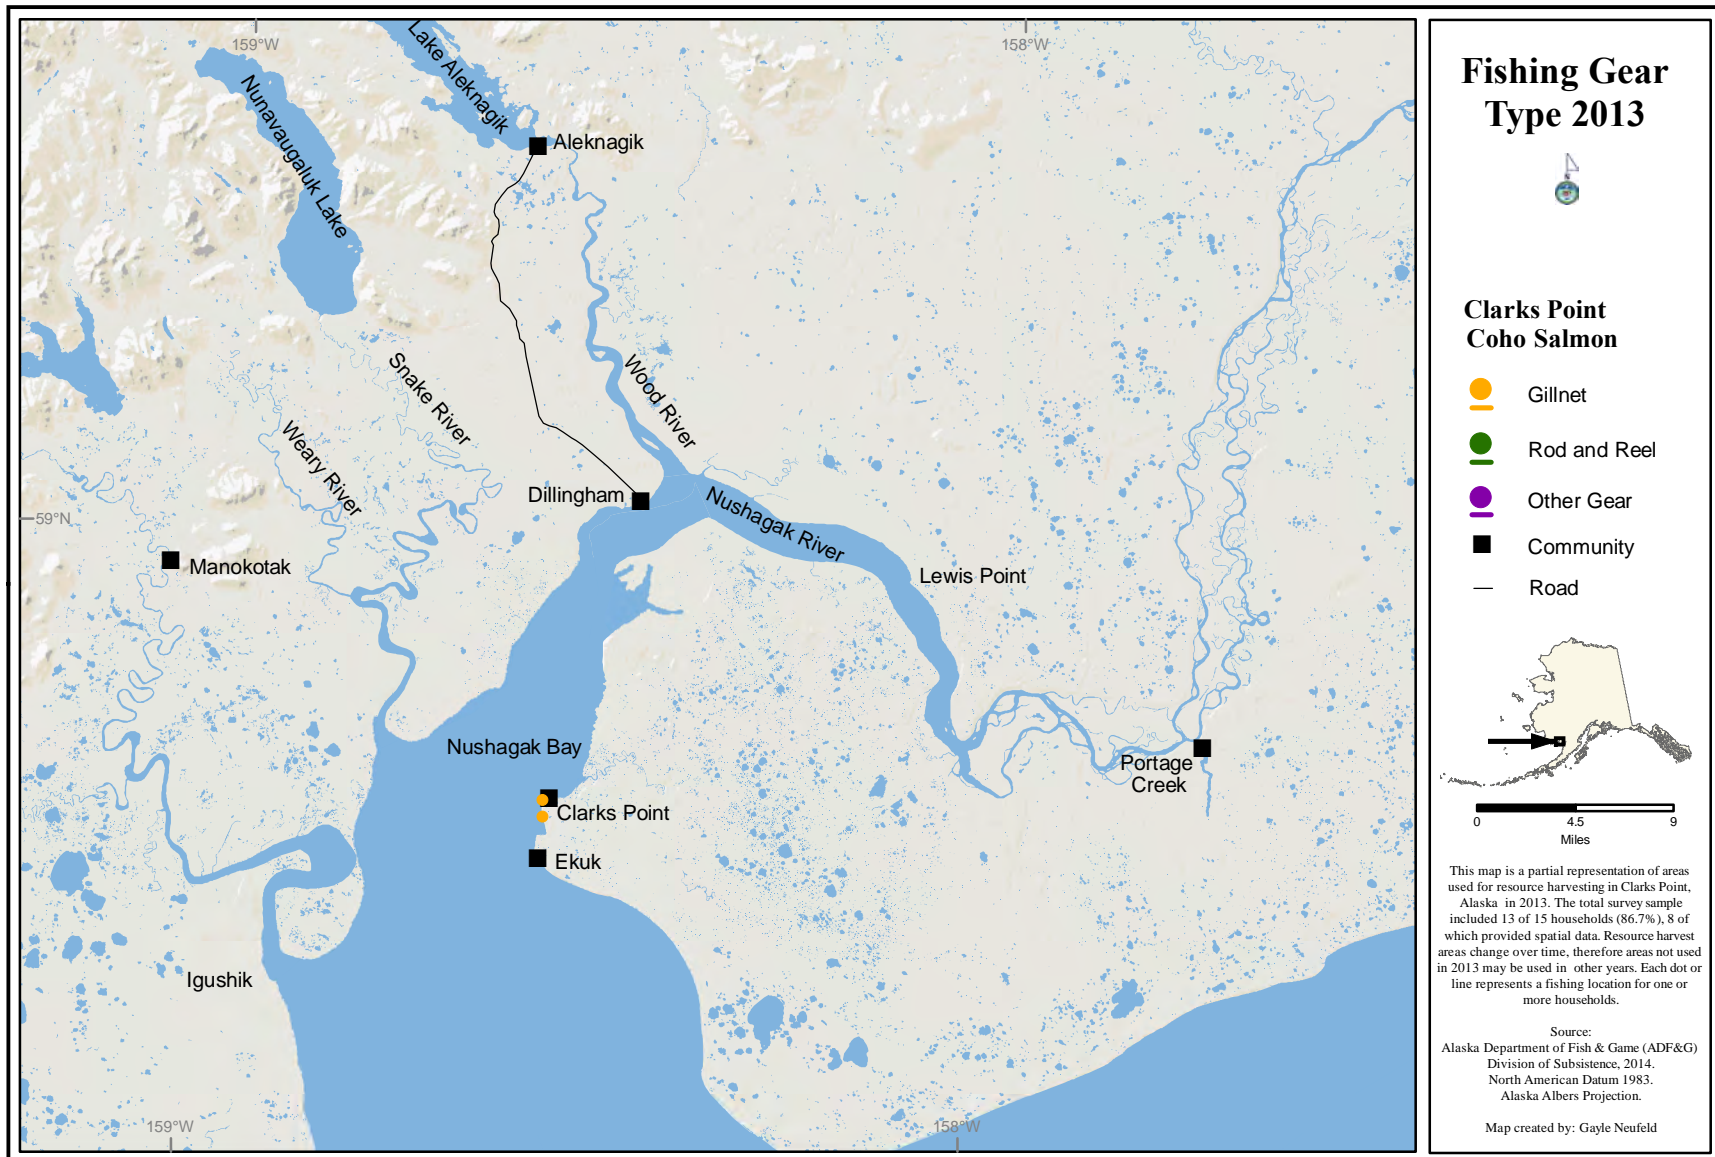 159°W
158°W
Lake Aleknagik
Nunavaugaluk Lake
Aleknagik
Snake River
Wood River
Weary River
Dillingham
Nushagak River
59°N
Manokotak
Lewis Point
Nushagak Bay
Portage
Creek
Clarks Point
Ekuk
Igushik
159°W
158°W
Fishing Gear
Type 2013
Clarks Point
Coho Salmon
Gillnet
Rod and Reel
Other Gear
Community
Road
0 4.5 9
Miles
This map is a partial representation of areas
used for resource harvesting in Clarks Point,
Alaska in 2013. The total survey sample
included 13 of 15 households (86.7%), 8 of
which provided spatial data. Resource harvest
areas change over time, therefore areas not used
in 2013 may be used in other years. Each dot or
line represents a fishing location for one or
more households.
Source:
Alaska Department of Fish & Game (ADF&G)
Division of Subsistence, 2014.
North American Datum 1983.
Alaska Albers Projection.
Map created by: Gayle Neufeld